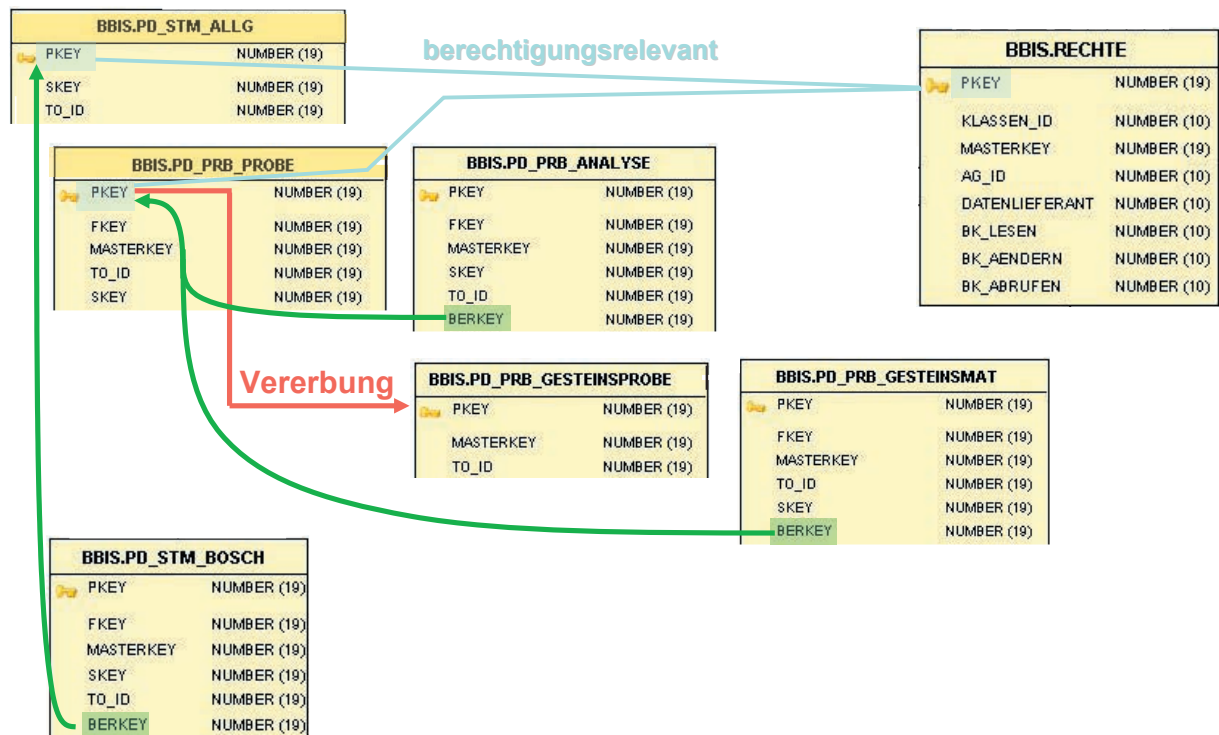 BBIS.PD_STM_ALLG
PKEY NUMBER (19)
SKEY NUMBER (19)
TO_ID NUMBER (19)
berechtigungsrelevant
BBIS.RECHTE
PKEY NUMBER (19)
KLASSEN_ID NUMBER (10)
MASTERKEY NUMBER (19)
AG_ID NUMBER (10)
DATENLIEFERANT NUMBER (10)
BK_LESEN NUMBER (10)
BK_AENDERN NUMBER (10)
BK_ABRUFEN NUMBER (10)
BBIS.PD_PRB_PROBE
PKEY NUMBER (19)
FKEY NUMBER (19)
MASTERKEY NUMBER (19)
TO_ID NUMBER (19)
SKEY NUMBER (19)
BBIS.PD_PRB_ANALYSE
PKEY NUMBER (19)
FKEY NUMBER (19)
MASTERKEY NUMBER (19)
SKEY NUMBER (19)
TO_ID NUMBER (19)
BERKEY NUMBER (19)
Vererbung
BBIS.PD_PRB_GESTEINSPROBE
PKEY NUMBER (19)
MASTERKEY NUMBER (19)
TO_ID NUMBER (19)
BBIS.PD_PRB_GESTEINSMAT
PKEY NUMBER (19)
FKEY NUMBER (19)
MASTERKEY NUMBER (19)
TO_ID NUMBER (19)
SKEY NUMBER (19)
BERKEY NUMBER (19)
BBIS.PD_STM_BOSCH
PKEY NUMBER (19)
FKEY NUMBER (19)
MASTERKEY NUMBER (19)
SKEY NUMBER (19)
TO_ID NUMBER (19)
BERKEY NUMBER (19)